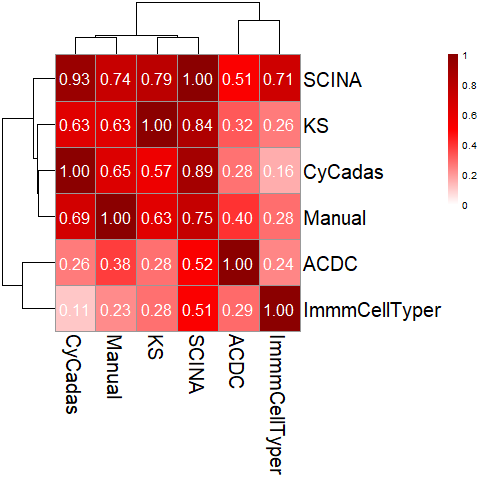 0.93 0.74 0.79 1.00 0.51 0.71 SCINA
0.63 0.63 1.00 0.84 0.32 0.26 KS
1.00 0.65 0.57 0.89 0.28 0.16 CyCadas
0.69 1.00 0.63 0.75 0.40 0.28 Manual
0.26 0.38 0.28 0.52 1.00 0.24 ACDC
0.11 0.23 0.28 0.51 0.29 1.00 ImmmCellTyper
CyCadas
Manual
KS
SCINA
ACDC
ImmmCellTyper
1
0.8
0.6
0.4
0.2
0